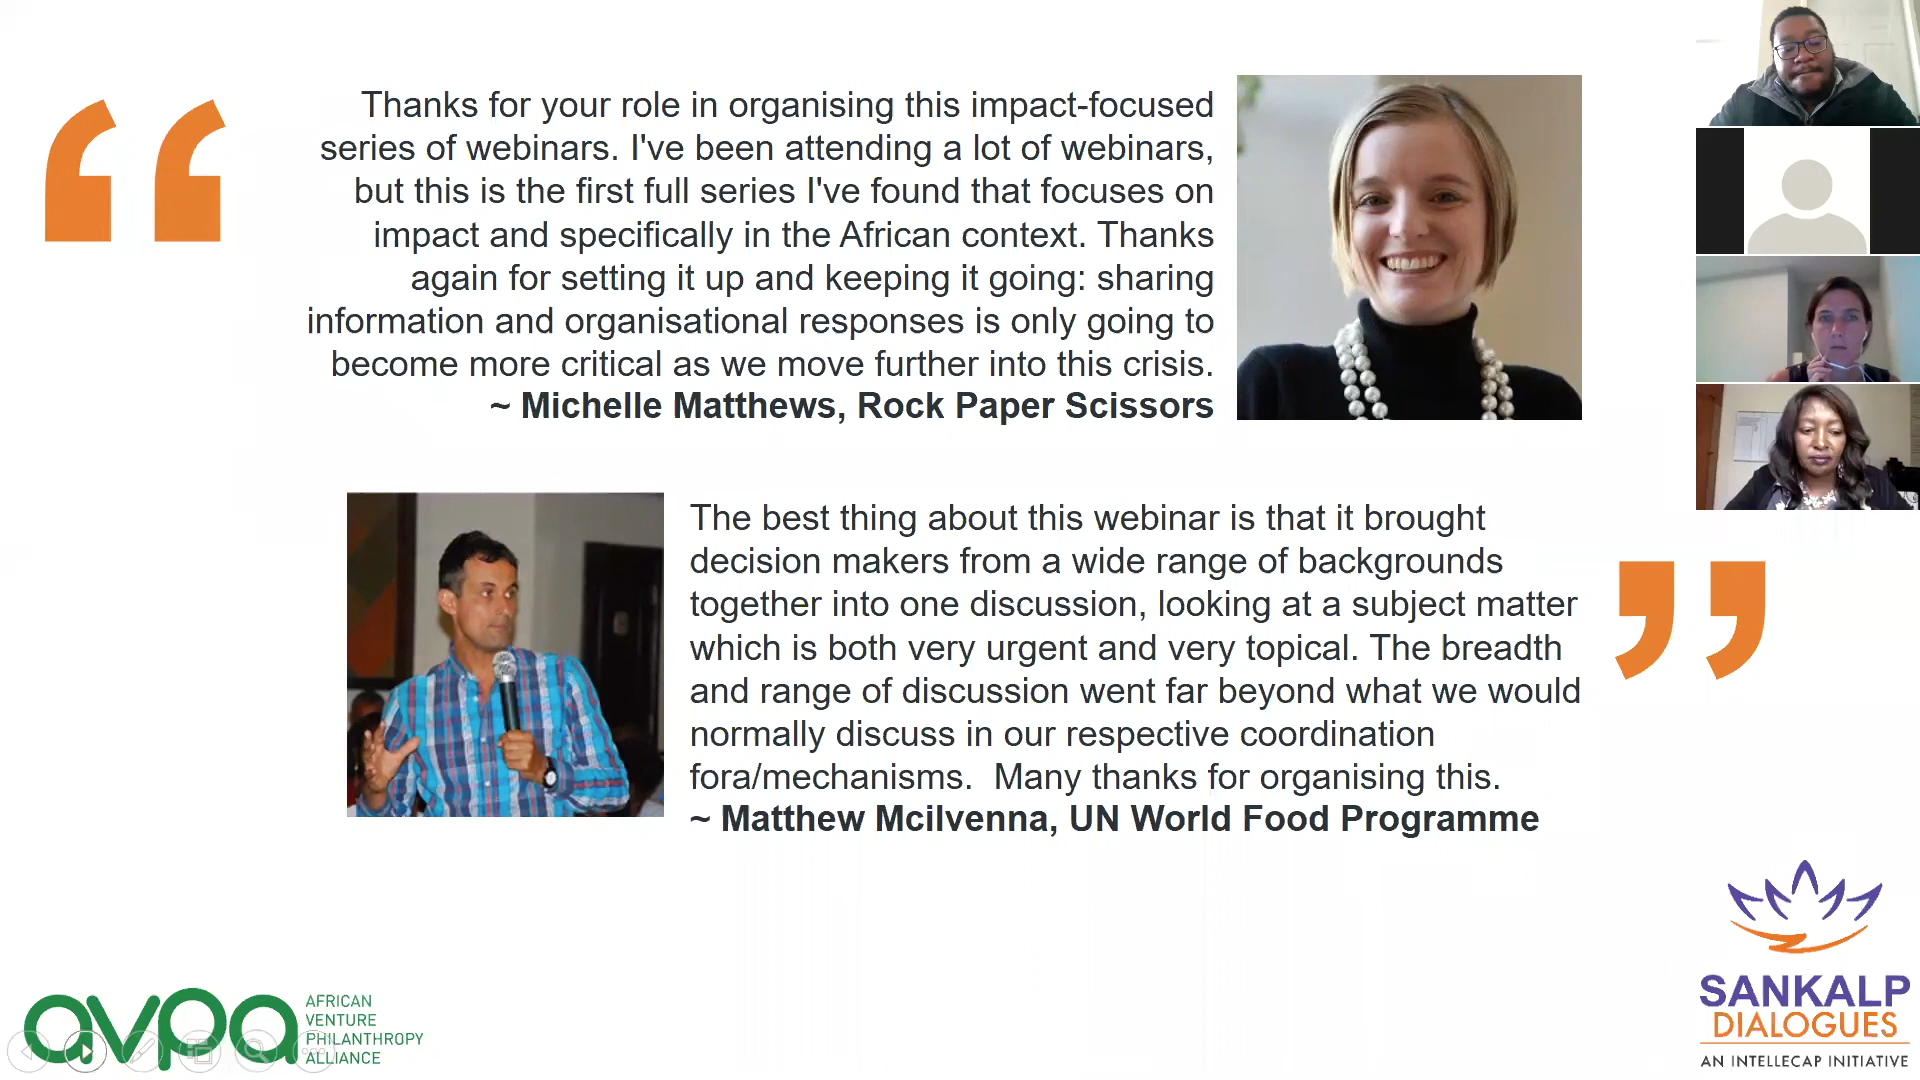 Thanks for your role in organising this impact-focused
series of webinars. I've been attending a lot of webinars,
but this is the first full series I've found that focuses on
impact and specifically in the African context. Thanks
again for setting it up and keeping it going: sharing
information and organisational responses is only going to
become more critical as we move further into this crisis.
~ Michelle Matthews, Rock Paper Scissors
The best thing about this webinar is that it brought
decision makers from a wide range of backgrounds
together into one discussion, looking at a subject matter
which is both very urgent and very topical. The breadth
and range of discussion went far beyond what we would
normally discuss in our respective coordination
fora/mechanisms.  Many thanks for organising this.
~ Matthew Mcilvenna, UN World Food Programme
avpa
AFRICAN
VENTURE
PHILANTHROPY
ALLIANCE
SANKALP
DIALOGUES
AN INTELLECAP INITIATIVE